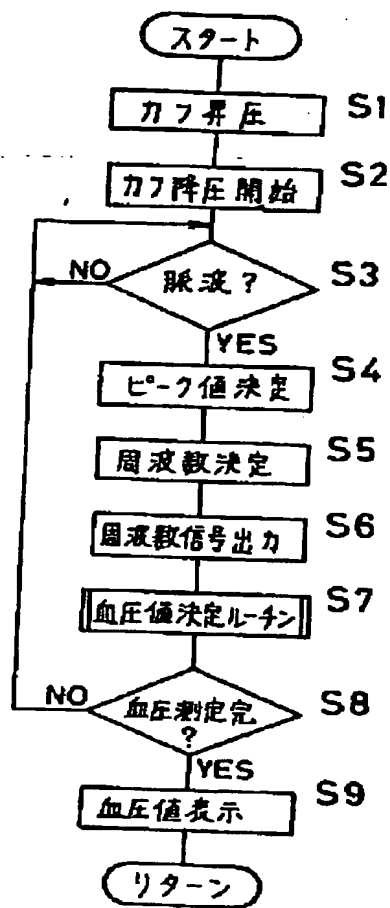 スタート
カフ昇圧 S1
カフ降圧開始 S2
脈波? S3
NO
YES
ピーク値決定 S4
周波数決定 S5
周波数信号出力 S6
血圧値決定ルーチン S7
血圧測定完
? S8
NO
YES
血圧値表示 S9
リターン